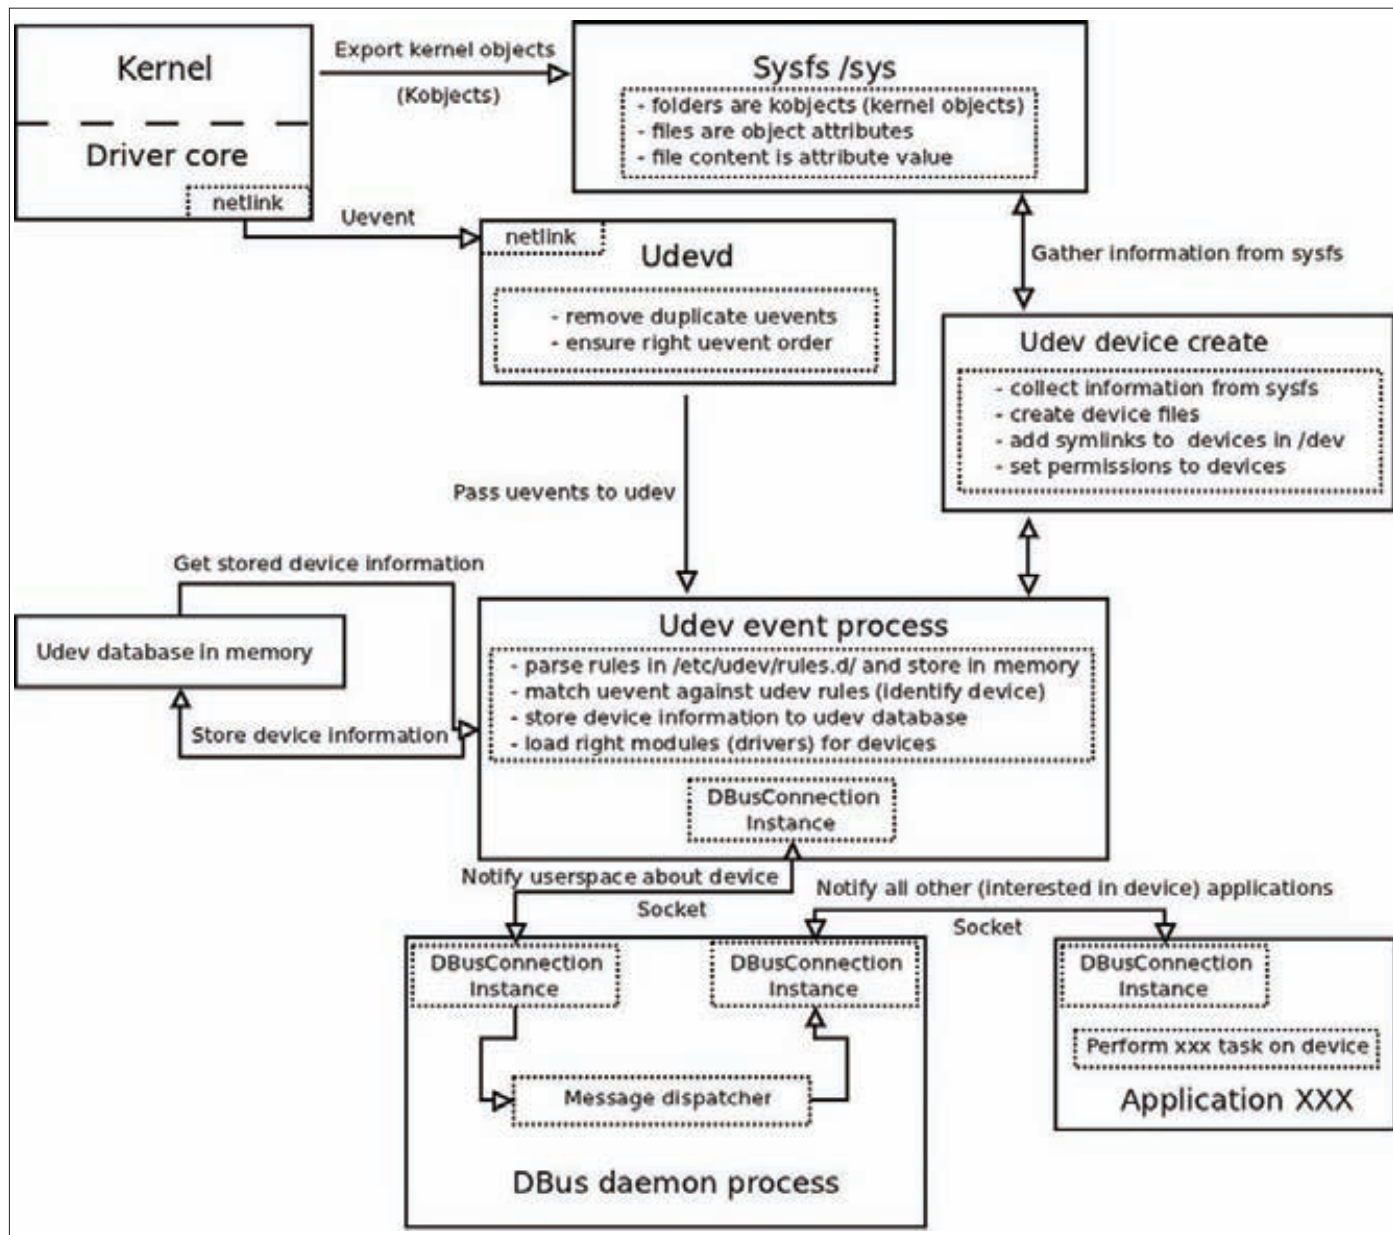 Kernel
Driver core
netlink
Export kernel objects
(Kobjects)
Sysfs /sys
- folders are kobjects (kernel objects)
- files are object attributes
- file content is attribute value
Uevent
netlink
Udevd
- remove duplicate uevents
- ensure right uevent order
Gather information from sysfs
Udev device create
- collect information from sysfs
- create device files
- add symlinks to devices in /dev
- set permissions to devices
Pass uevents to udev
Get stored device information
Udev database in memory
Store device information
Udev event process
- parse rules in /etc/udev/rules.d/ and store in memory
- match uevent against udev rules (identify device)
- store device information to udev database
- load right modules (drivers) for devices
DBusConnection
Instance
Notify userspace about device
Socket
Notify all other (interested in device) applications
Socket
DBusConnection
Instance
DBusConnection
Instance
Message dispatcher
DBus daemon process
DBusConnection
Instance
Perform xxx task on device
Application XXX